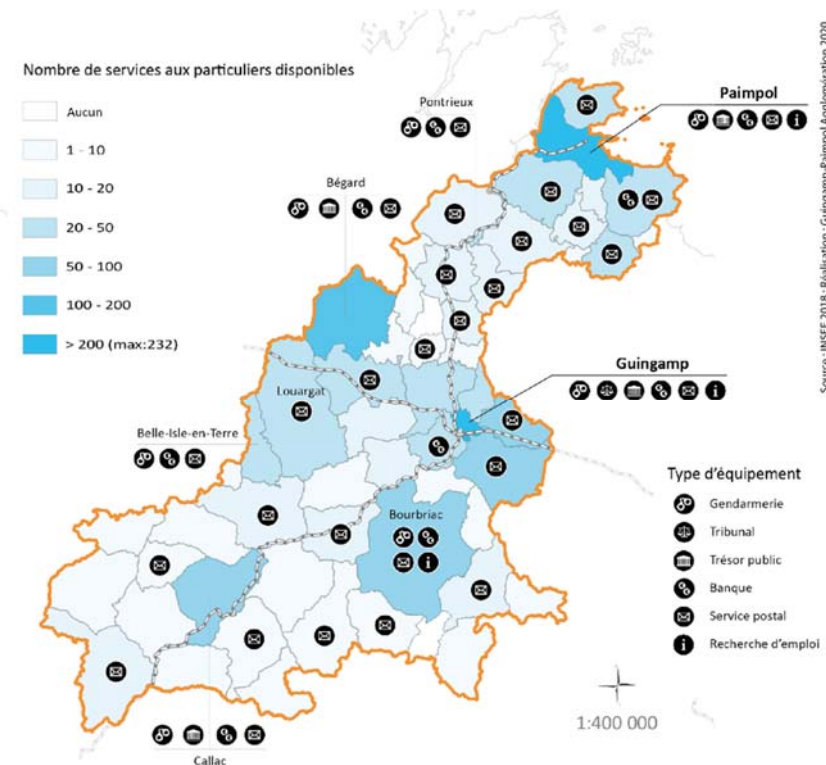 Nombre de services aux particuliers disponibles
Aucun
1 - 10
10 - 20
20 - 50
50 - 100
100 - 200
> 200 (max:232)
Pontrieux
Paimpol
Bégard
Guingamp
Louargat
Belle-Isle-en-Terre
Bourbriac
Callac
Type d'équipement
Gendarmerie
Tribunal
Trésor public
Banque
Service postal
Recherche d'emploi
1:400 000
Source : INSEE 2018 ; Réalisation : Guingamp-Paimpol Agglomération 2020